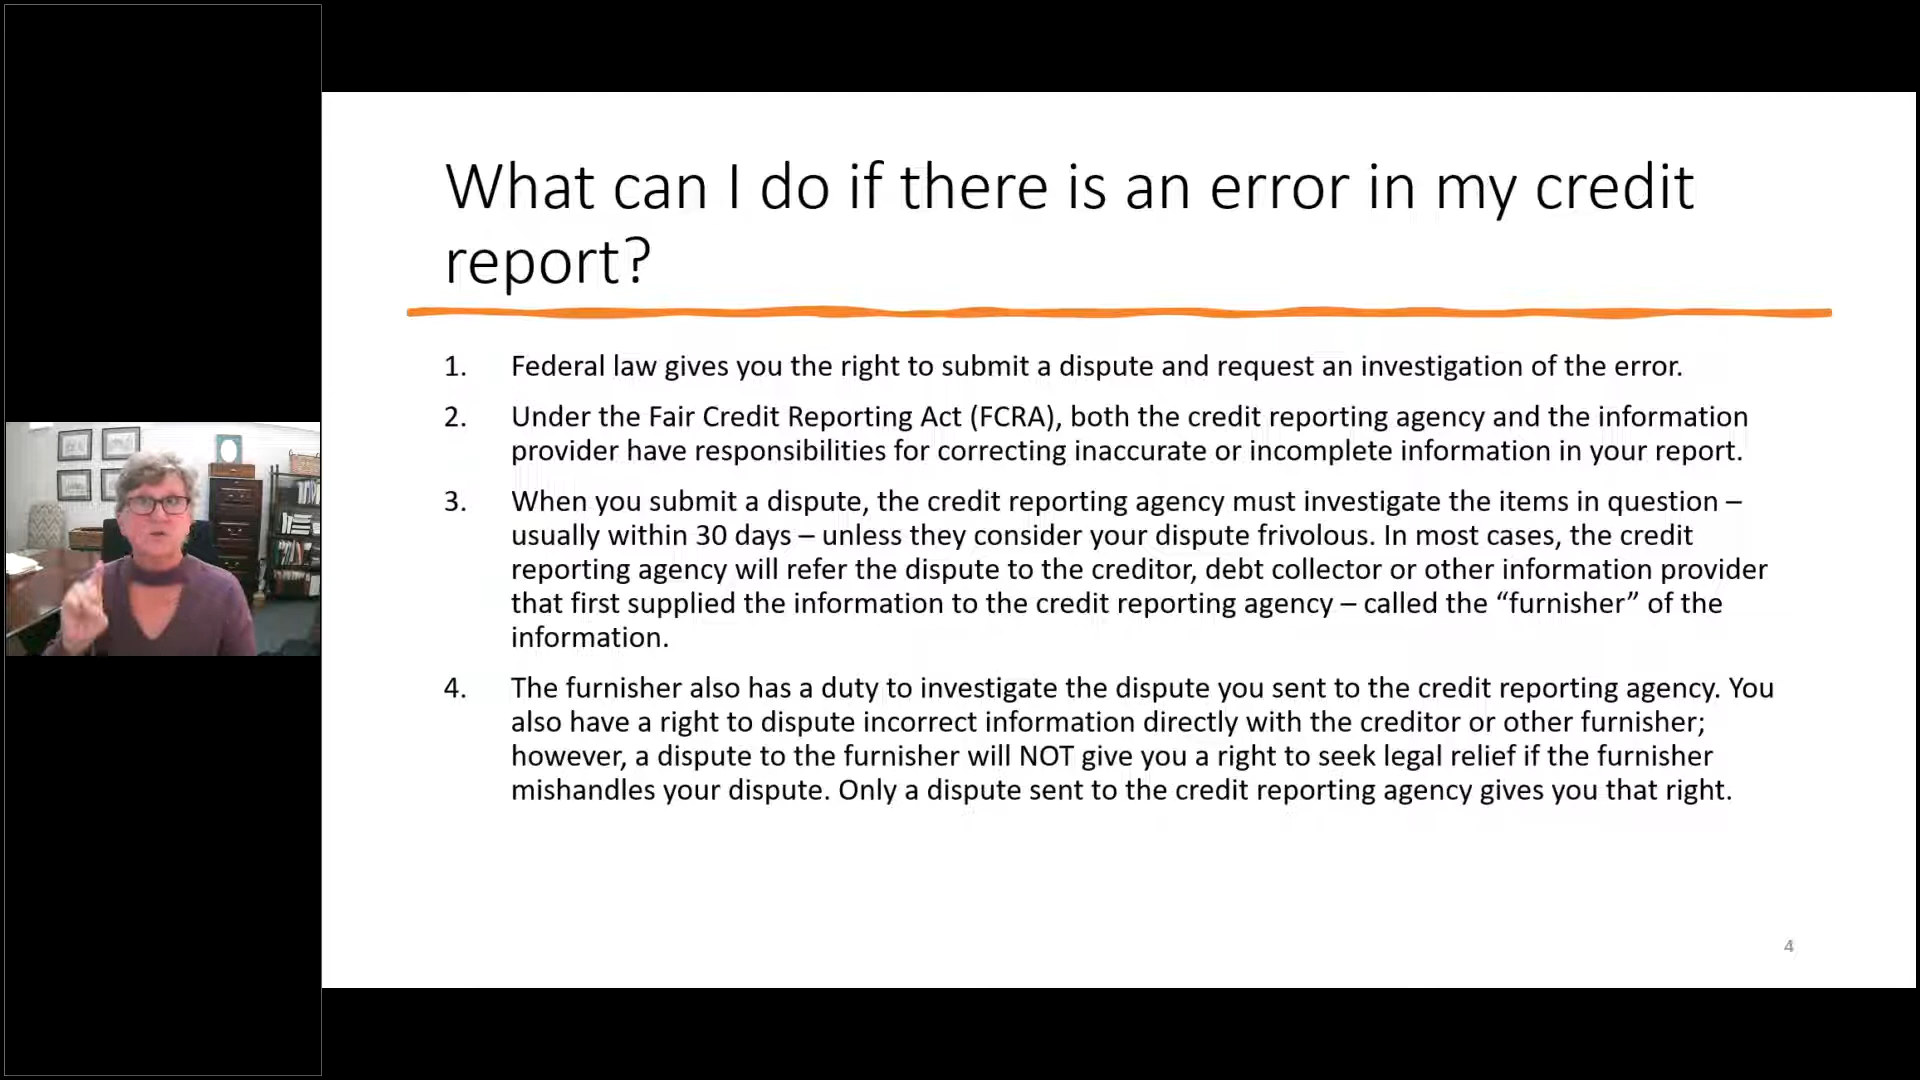 What can I do if there is an error in my credit
report?
1. Federal law gives you the right to submit a dispute and request an investigation of the error.
2. Under the Fair Credit Reporting Act (FCRA), both the credit reporting agency and the information
provider have responsibilities for correcting inaccurate or incomplete information in your report.
3. When you submit a dispute, the credit reporting agency must investigate the items in question –
usually within 30 days – unless they consider your dispute frivolous. In most cases, the credit
reporting agency will refer the dispute to the creditor, debt collector or other information provider
that first supplied the information to the credit reporting agency – called the “furnisher” of the
information.
4. The furnisher also has a duty to investigate the dispute you sent to the credit reporting agency. You
also have a right to dispute incorrect information directly with the creditor or other furnisher;
however, a dispute to the furnisher will NOT give you a right to seek legal relief if the furnisher
mishandles your dispute. Only a dispute sent to the credit reporting agency gives you that right.
4